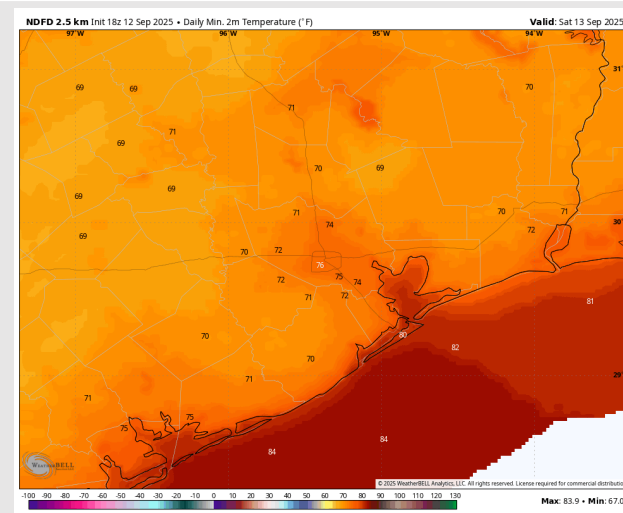 NDFD 2.5 km Init 18z 12 Sep 2025 • Daily Min. 2m Temperature (°F)
Valid: Sat 13 Sep 2025
97°W 96°W 95°W 94°W
31°
69 69 70
71
71
69
70 69
69
69
71 70 71
74 30°
72
69
70 72
76
75
72 74
71 72
81
80
70 82
70
71 29°
71
75
75
84
84
WeatherBELL
© 2025 WeatherBELL Analytics, LLC. All rights reserved. License required for commercial distributio
-100 -90 -80 -70 -60 -50 -40 -30 -20 -10 0 10 20 30 40 50 60 70 80 90 100 110 120 130
Max: 83.9 • Min: 67.0